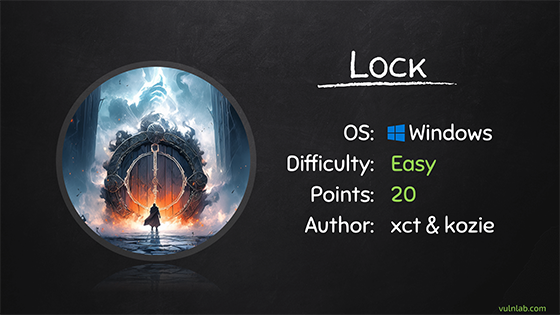 Lock
OS: Windows
Difficulty: Easy
Points: 20
Author: xct & kozie
vulnlab.com